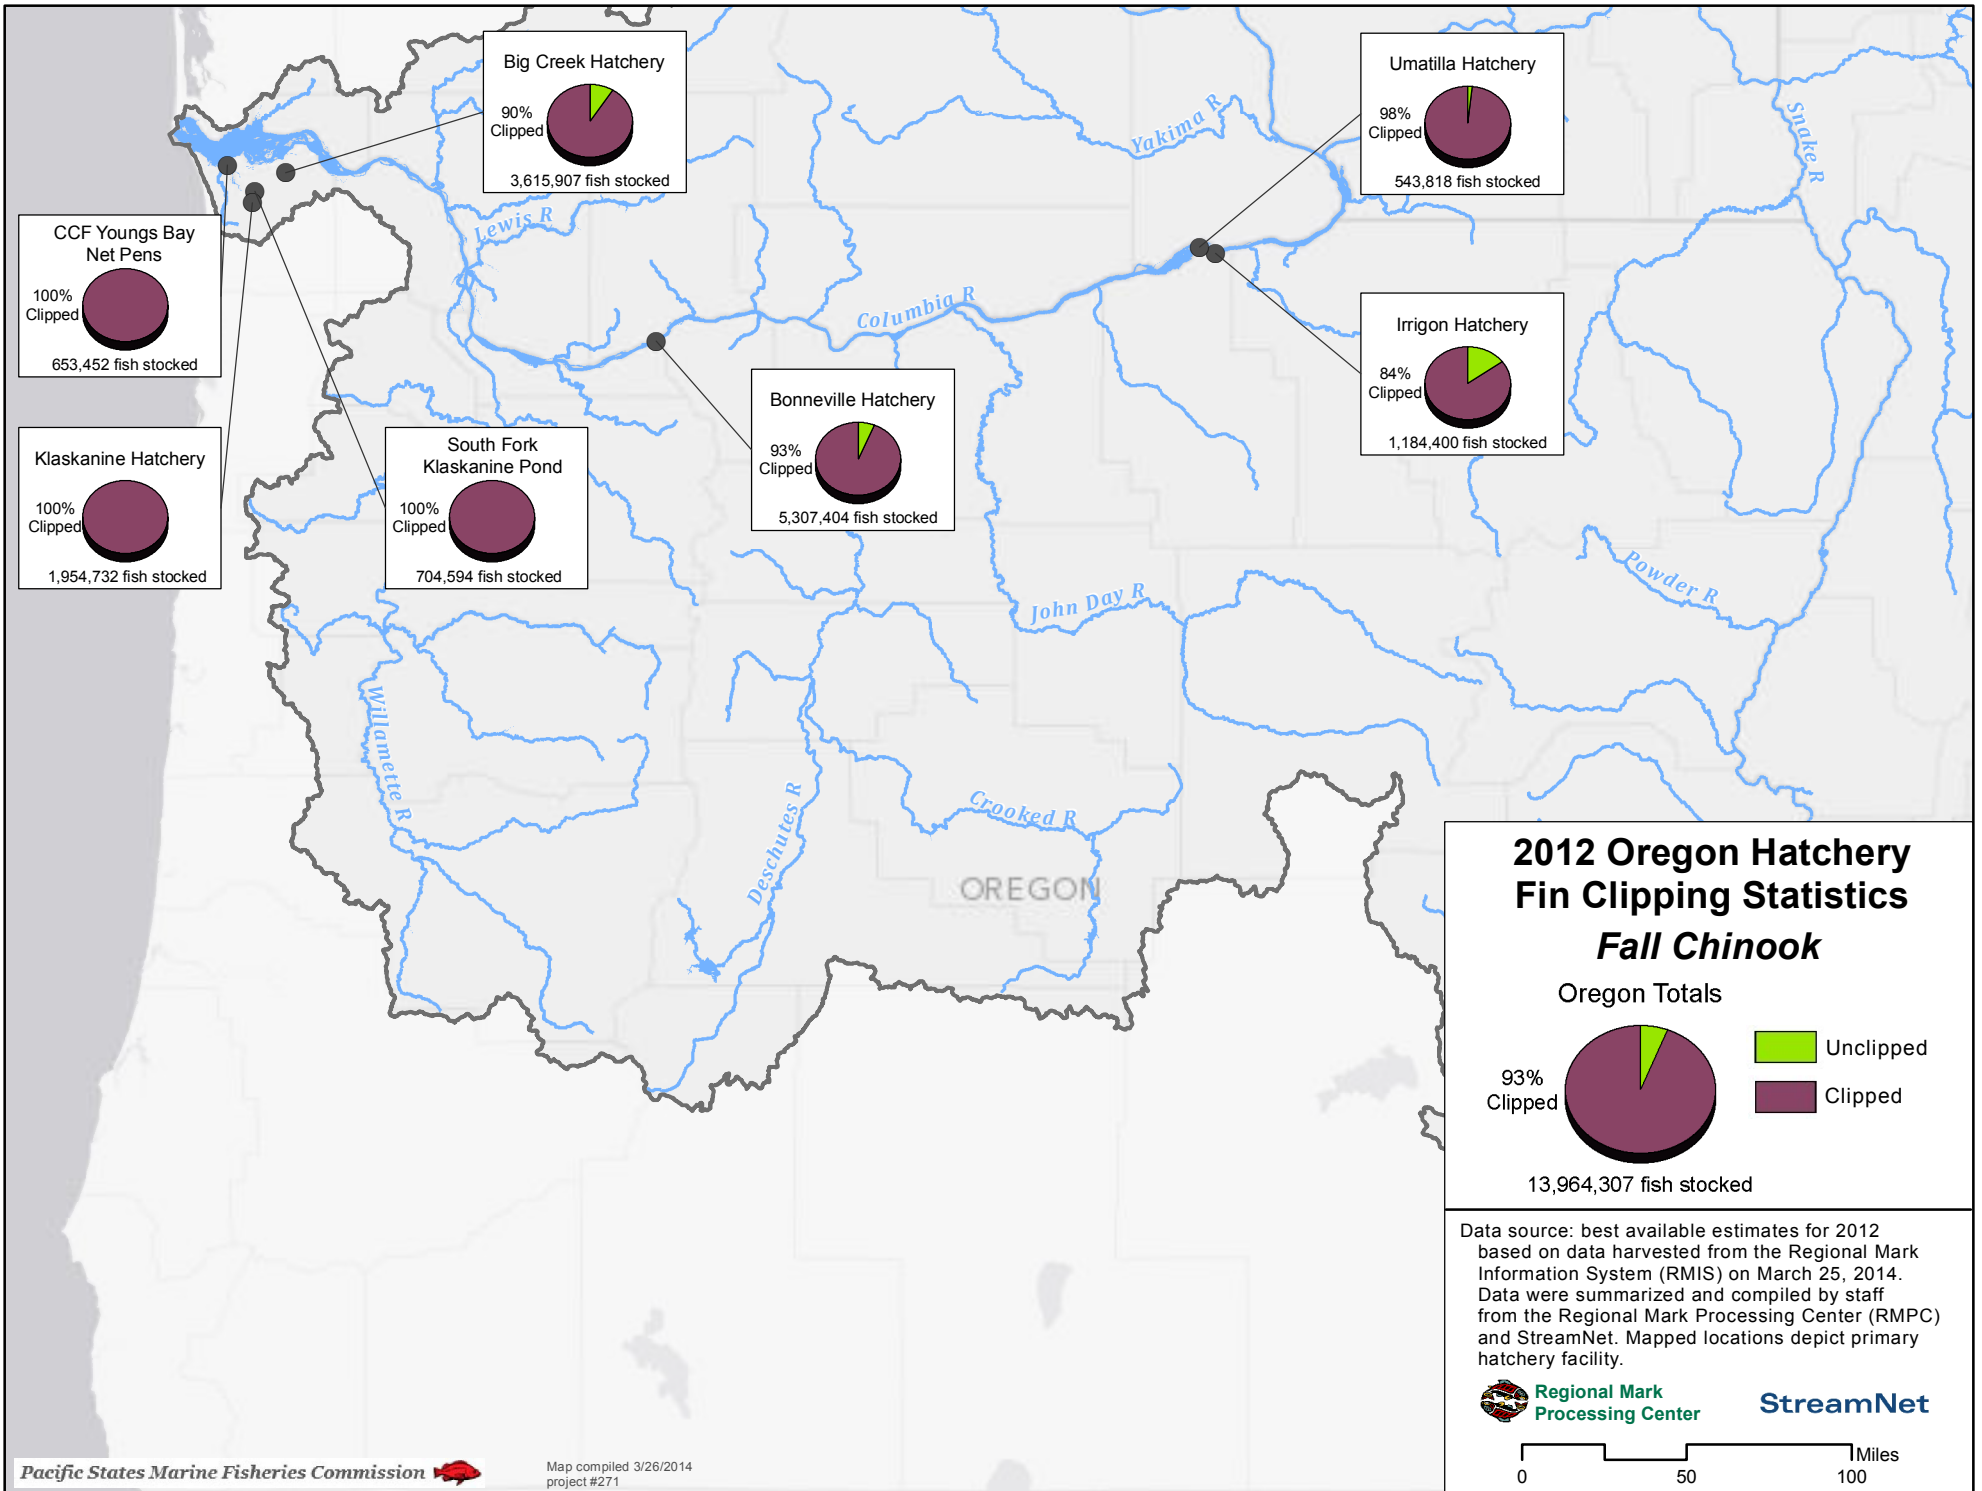 Big Creek Hatchery
90%
Clipped
3,615,907 fish stocked
Umatilla Hatchery
98%
Clipped
543,818 fish stocked
Yakima R
Snake R
Lewis R
CCF Youngs Bay
Net Pens
100%
Clipped
653,452 fish stocked
Columbia R
Irrigon Hatchery
84%
Clipped
1,184,400 fish stocked
Bonneville Hatchery
93%
Clipped
5,307,404 fish stocked
Klaskanine Hatchery
100%
Clipped
1,954,732 fish stocked
South Fork
Klaskanine Pond
100%
Clipped
704,594 fish stocked
John Day R
Powder R
Willamette R
Deschutes R
Crooked R
OREGON
2012 Oregon Hatchery
Fin Clipping Statistics
Fall Chinook
Oregon Totals
93%
Clipped
Unclipped
Clipped
13,964,307 fish stocked
Data source: best available estimates for 2012
based on data harvested from the Regional Mark
Information System (RMIS) on March 25, 2014.
Data were summarized and compiled by staff
from the Regional Mark Processing Center (RMPC)
and StreamNet. Mapped locations depict primary
hatchery facility.
Regional Mark
Processing Center
StreamNet
Miles
0 50 100
Pacific States Marine Fisheries Commission
Map compiled 3/26/2014
project #271